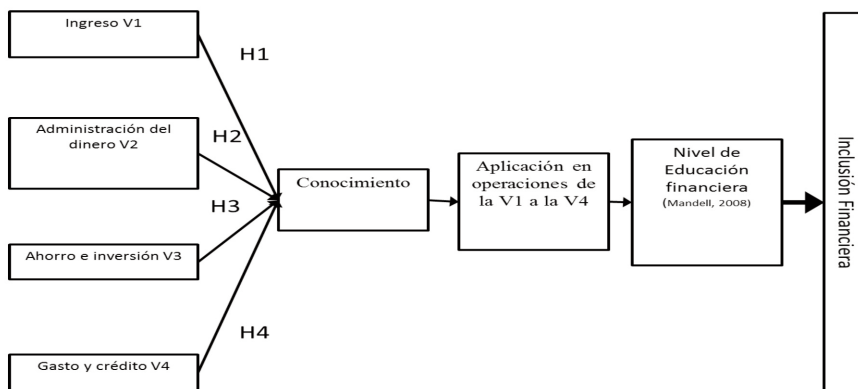 Ingreso V1
H1
Administración del
dinero V2
H2
H3
Ahorro e inversión V3
H4
Gasto y crédito V4
Conocimiento
Aplicación en
operaciones de
la V1 a la V4
Nivel de
Educación
financiera
(Mandell, 2008)
Inclusión Financiera